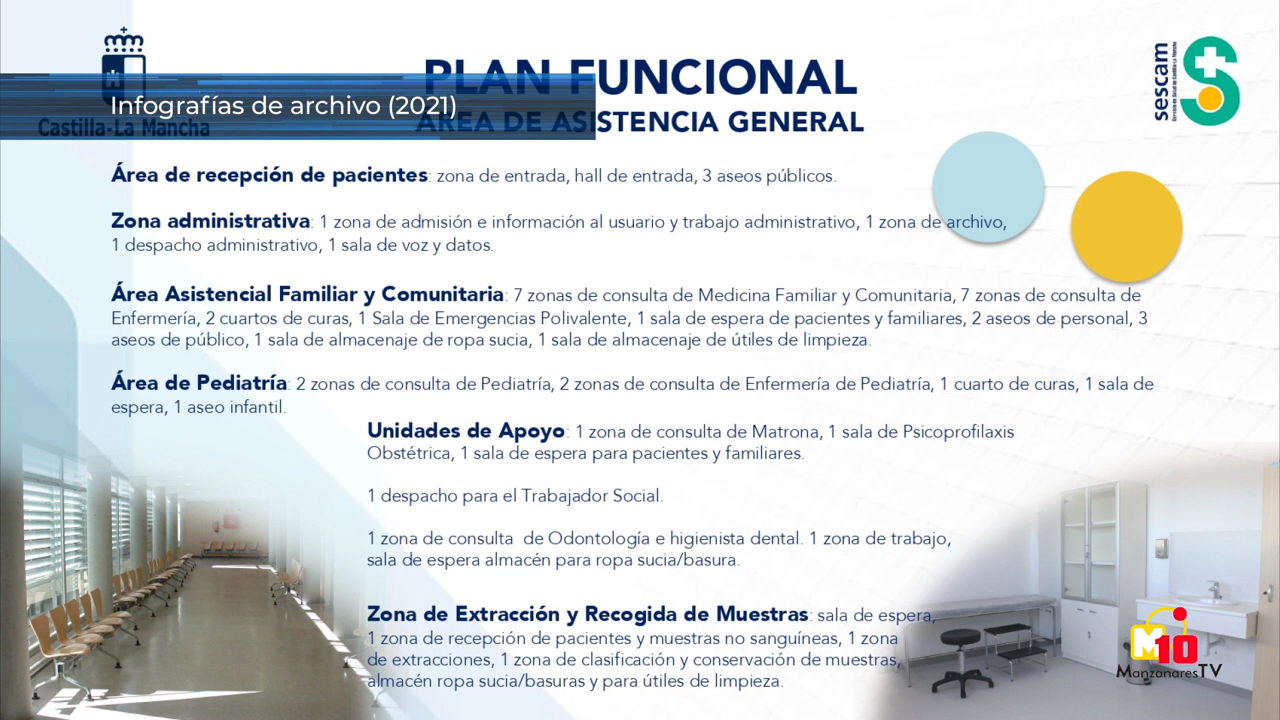 PLAN FUNCIONAL
Infografías de archivo (2021)
Castilla-La Mancha
ÁREA DE ASISTENCIA GENERAL
sescam
Área de recepción de pacientes: zona de entrada, hall de entrada, 3 aseos públicos.
Zona administrativa: 1 zona de admisión e información al usuario y trabajo administrativo, 1 zona de archivo,
1 despacho administrativo, 1 sala de voz y datos.
Área Asistencial Familiar y Comunitaria: 7 zonas de consulta de Medicina Familiar y Comunitaria, 7 zonas de consulta de
Enfermería, 2 cuartos de curas, 1 Sala de Emergencias Polivalente, 1 sala de espera de pacientes y familiares, 2 aseos de personal, 3
aseos de público, 1 sala de almacenaje de ropa sucia, 1 sala de almacenaje de útiles de limpieza.
Área de Pediatría: 2 zonas de consulta de Pediatría, 2 zonas de consulta de Enfermería de Pediatría, 1 cuarto de curas, 1 sala de
espera, 1 aseo infantil.
Unidades de Apoyo: 1 zona de consulta de Matrona, 1 sala de Psicoprofilaxis
Obstétrica, 1 sala de espera para pacientes y familiares.
1 despacho para el Trabajador Social.
1 zona de consulta de Odontología e higienista dental. 1 zona de trabajo,
sala de espera almacén para ropa sucia/basura.
Zona de Extracción y Recogida de Muestras: sala de espera,
1 zona de recepción de pacientes y muestras no sanguíneas, 1 zona
de extracciones, 1 zona de clasificación y conservación de muestras,
almacén ropa sucia/basuras y para útiles de limpieza.
M10
Manzanares TV